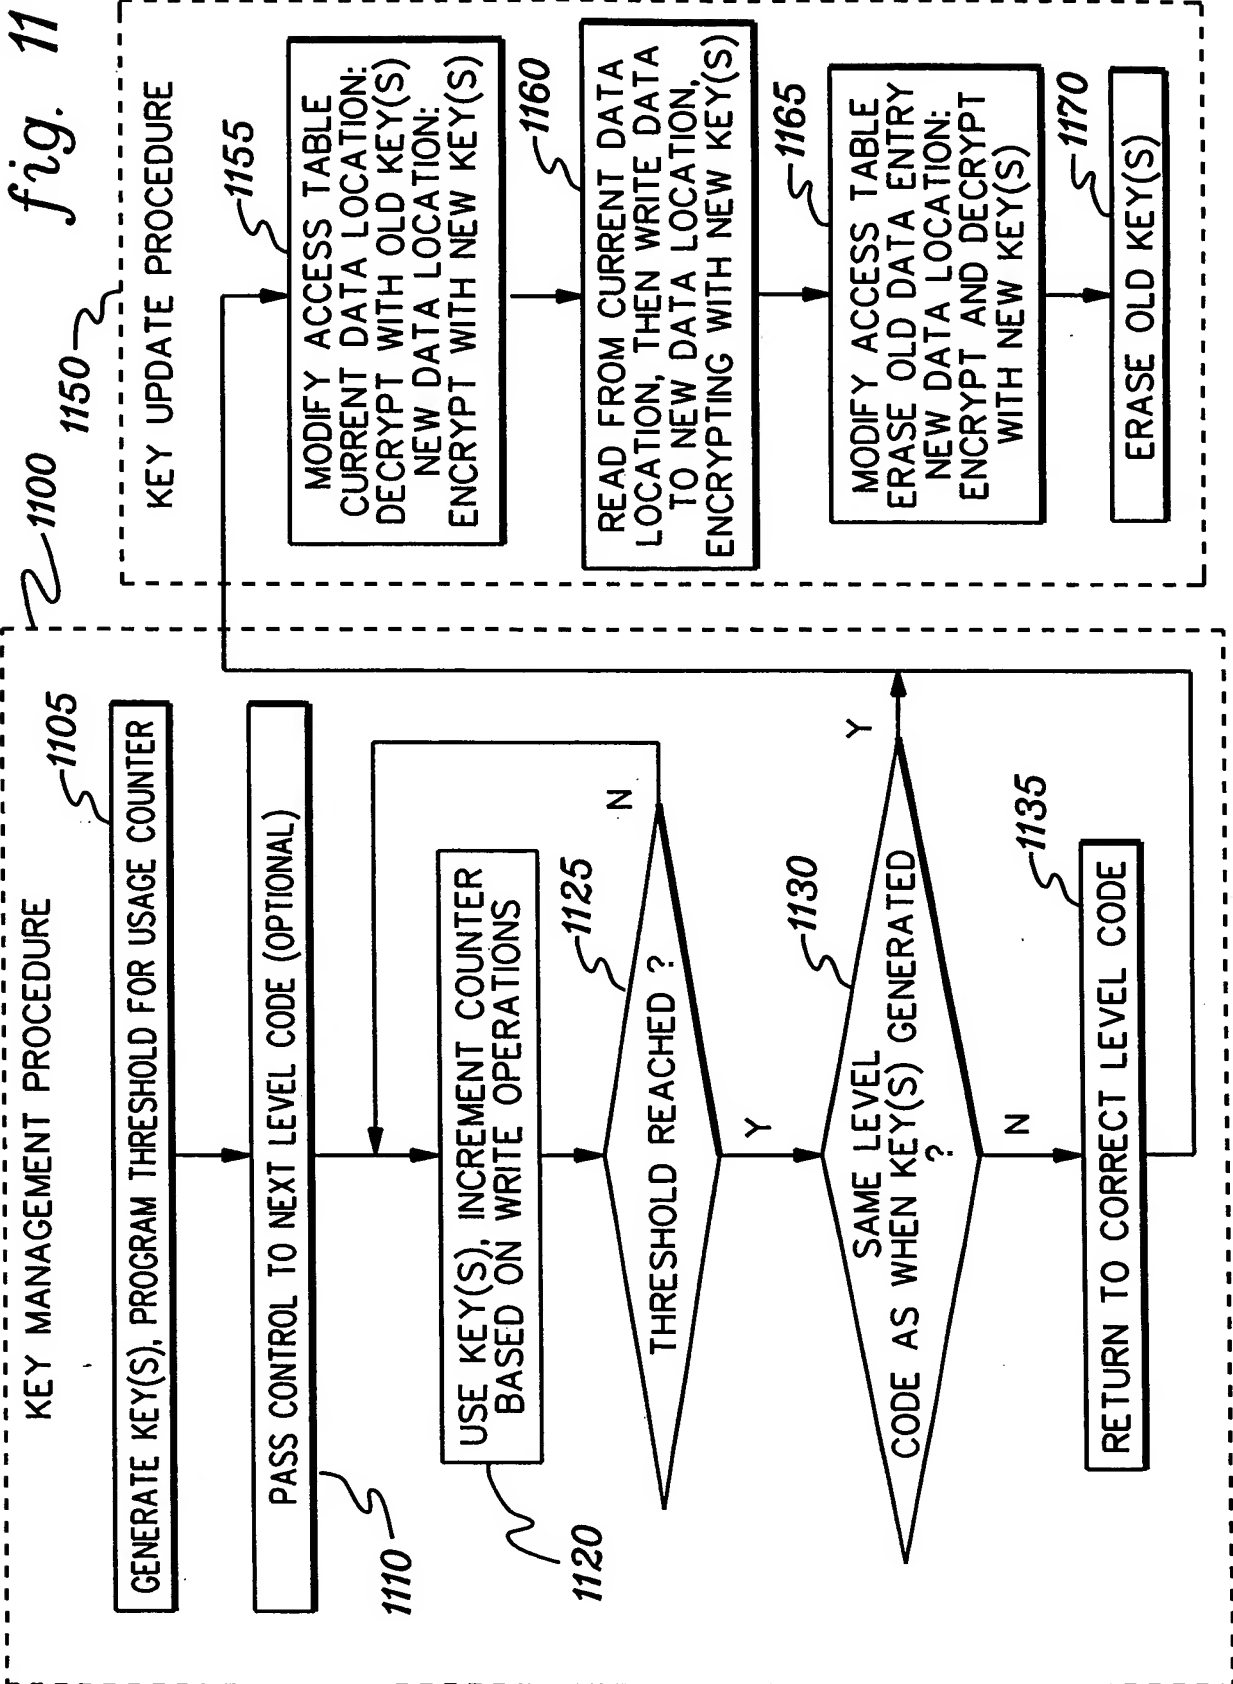 fig. 11
1100
KEY MANAGEMENT PROCEDURE
1105
GENERATE KEY(S), PROGRAM THRESHOLD FOR USAGE COUNTER
PASS CONTROL TO NEXT LEVEL CODE (OPTIONAL)
1110
USE KEY(S), INCREMENT COUNTER
BASED ON WRITE OPERATIONS
1120
1125
THRESHOLD REACHED ?
N
Y
1130
SAME LEVEL
CODE AS WHEN KEY(S) GENERATED
?
Y
N
1135
RETURN TO CORRECT LEVEL CODE
1150
KEY UPDATE PROCEDURE
1155
MODIFY ACCESS TABLE
CURRENT DATA LOCATION:
DECRYPT WITH OLD KEY(S)
NEW DATA LOCATION:
ENCRYPT WITH NEW KEY(S)
1160
READ FROM CURRENT DATA
LOCATION, THEN WRITE DATA
TO NEW DATA LOCATION,
ENCRYPTING WITH NEW KEY(S)
1165
MODIFY ACCESS TABLE
ERASE OLD DATA ENTRY
NEW DATA LOCATION:
ENCRYPT AND DECRYPT
WITH NEW KEY(S)
1170
ERASE OLD KEY(S)